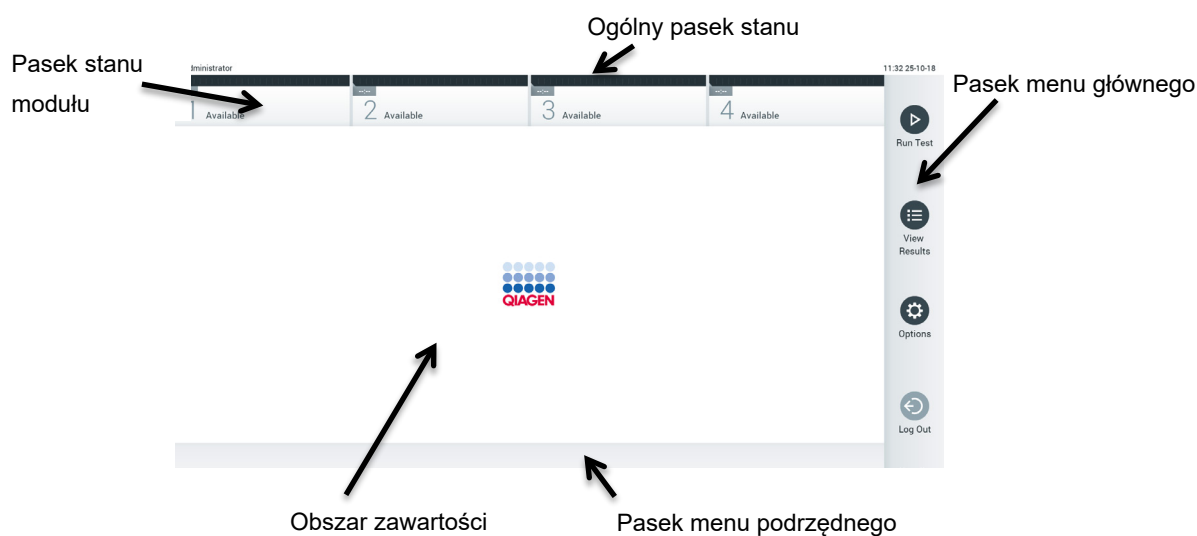 Ogólny pasek stanu
Pasek stanu
modułu
Pasek menu głównego
dministrator
11:32 25-10-18
--:--
--:--
--:--
1 Available
2 Available
3 Available
4 Available
Run Test
View
Results
Options
Log Out
QIAGEN
Obszar zawartości
Pasek menu podrzędnego